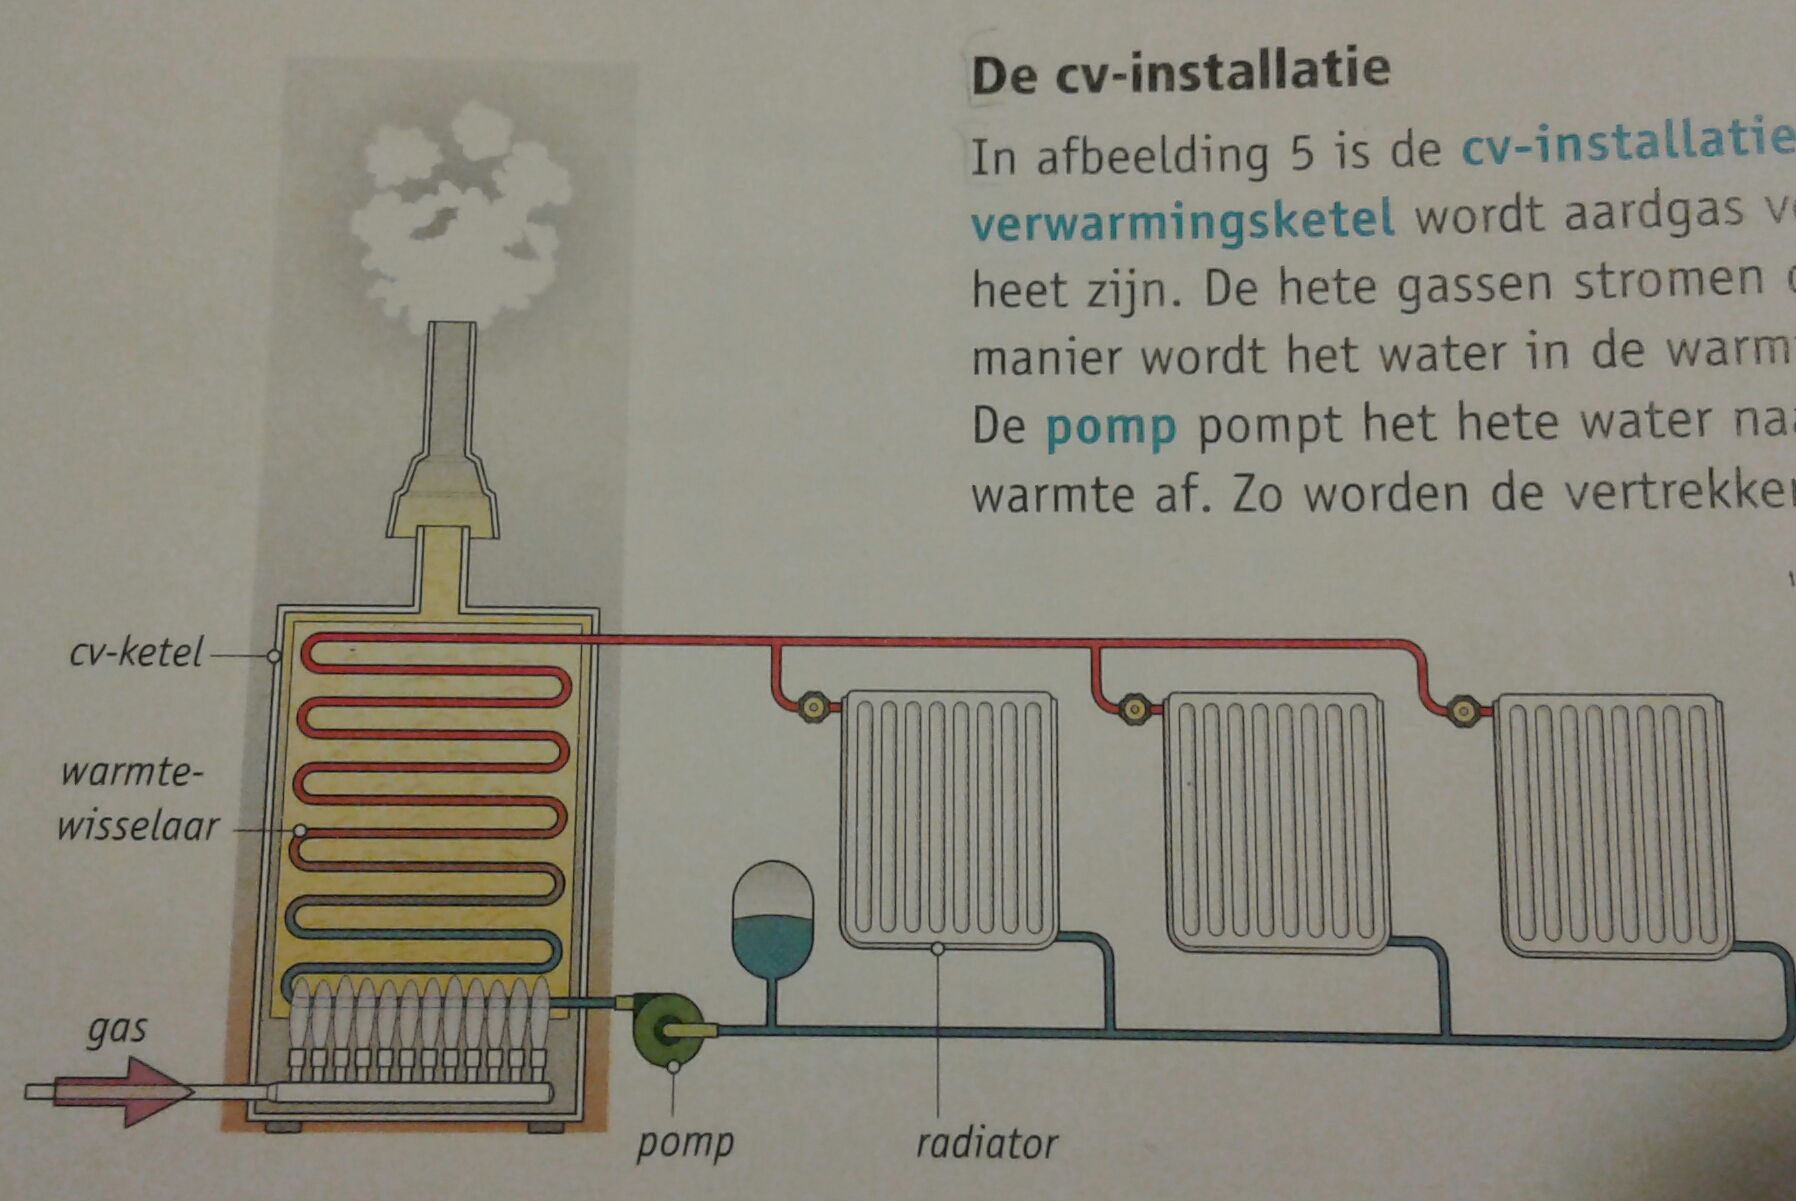 De cv-installatie
In afbeelding 5 is de cv-installatie
verwarmingsketel wordt aardgas
heet zijn. De hete gassen stromen
manier wordt het water in de
De pomp pompt het hete water
warmte af. Zo worden de
cv-ketel
warmte-
wisselaar
gas
pomp
radiator